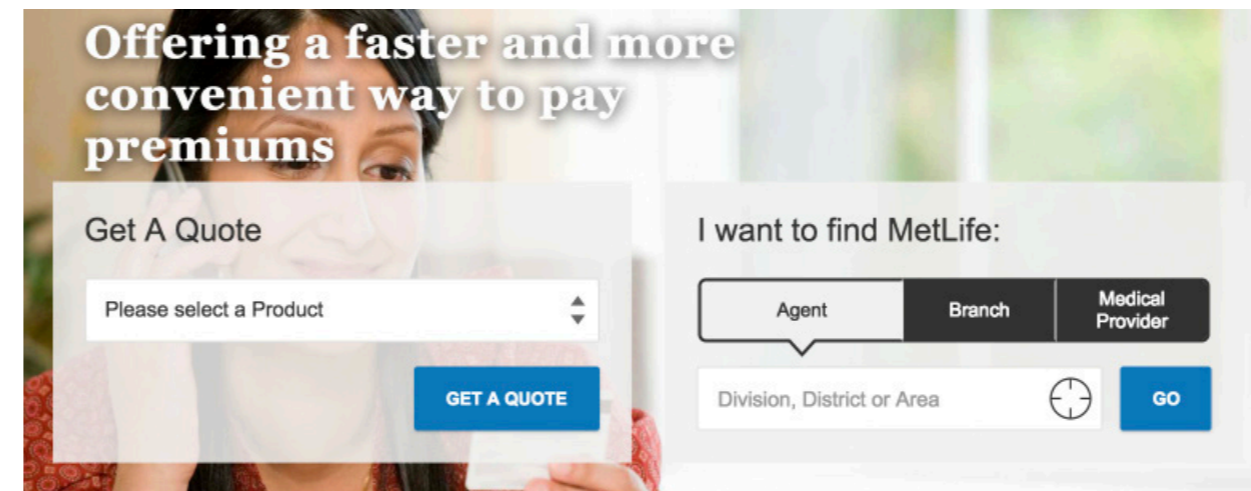 Offering a faster and more
convenient way to pay
premiums
Get A Quote
Please select a Product
GET A QUOTE
I want to find MetLife:
Agent
Branch
Medical
Provider
Division, District or Area
GO